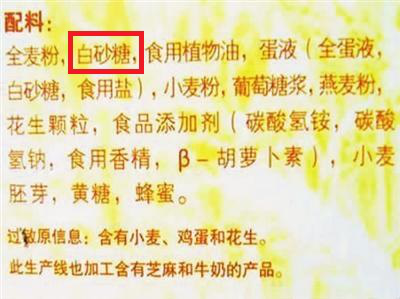 配料：
全麦粉，白砂糖，食用植物油，蛋液（全蛋液，
白砂糖，食用盐），小麦粉，葡萄糖浆，燕麦粉，
花生颗粒，食品添加剂（碳酸氢铵，碳酸
氢钠，食用香精，β－胡萝卜素），小麦
胚芽，黄糖，蜂蜜。
过敏原信息：含有小麦、鸡蛋和花生。
此生产线也加工含有芝麻和牛奶的产品。